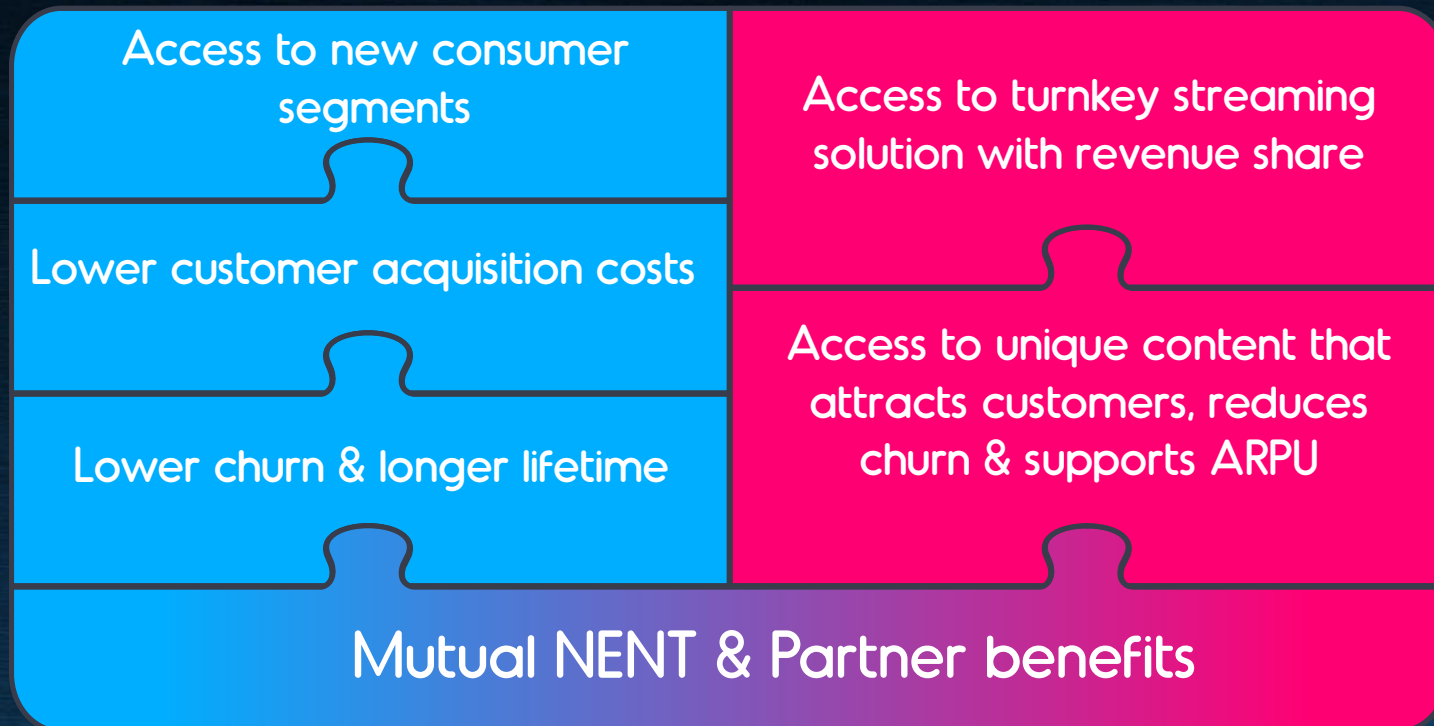 Access to new consumer
segments
Lower customer acquisition costs
Lower churn & longer lifetime
Access to turnkey streaming
solution with revenue share
Access to unique content that
attracts customers, reduces
churn & supports ARPU
Mutual NENT & Partner benefits